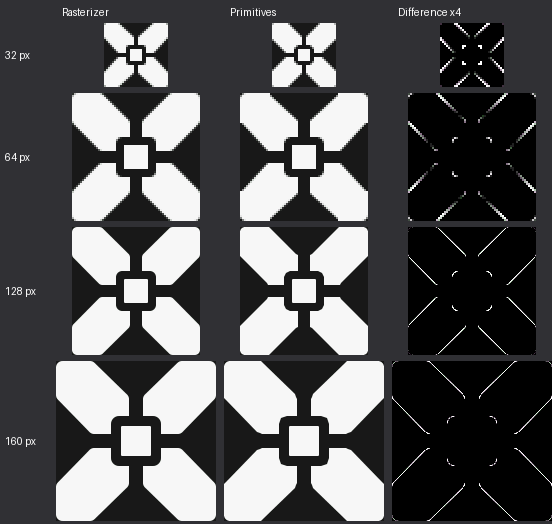 Rasterizer Primitives Difference x4
32 px
64 px
128 px
160 px